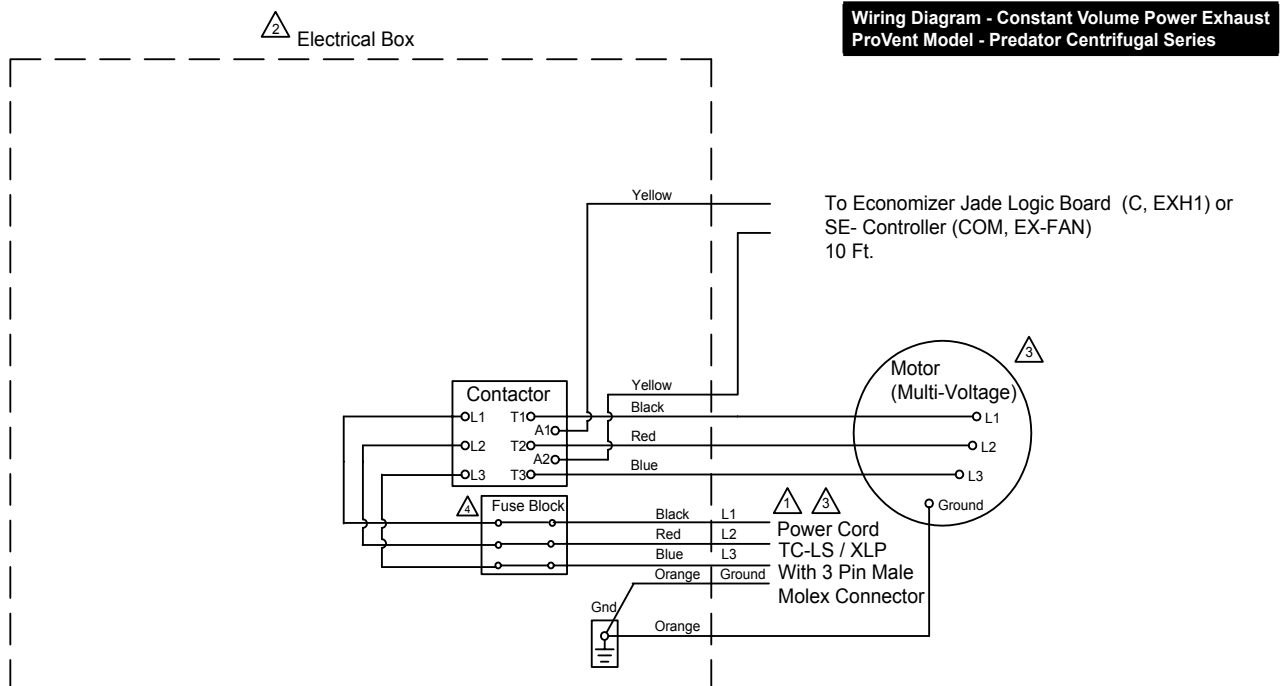 Wiring Diagram - Constant Volume Power Exhaust
ProVent Model - Predator Centrifugal Series
2
Electrical Box
Yellow
To Economizer Jade Logic Board (C, EXH1) or
SE- Controller (COM, EX-FAN)
10 Ft.
3
Motor
(Multi-Voltage)
Contactor
Yellow
Black
L1 T1
L1
A1
Red
L2 T2
L2
A2
Blue
L3 T3
L3
4
Fuse Block
Ground
1 3
Black L1
Power Cord
Red L2
TC-LS / XLP
Blue L3
With 3 Pin Male
Orange Ground
Molex Connector
Gnd
Orange